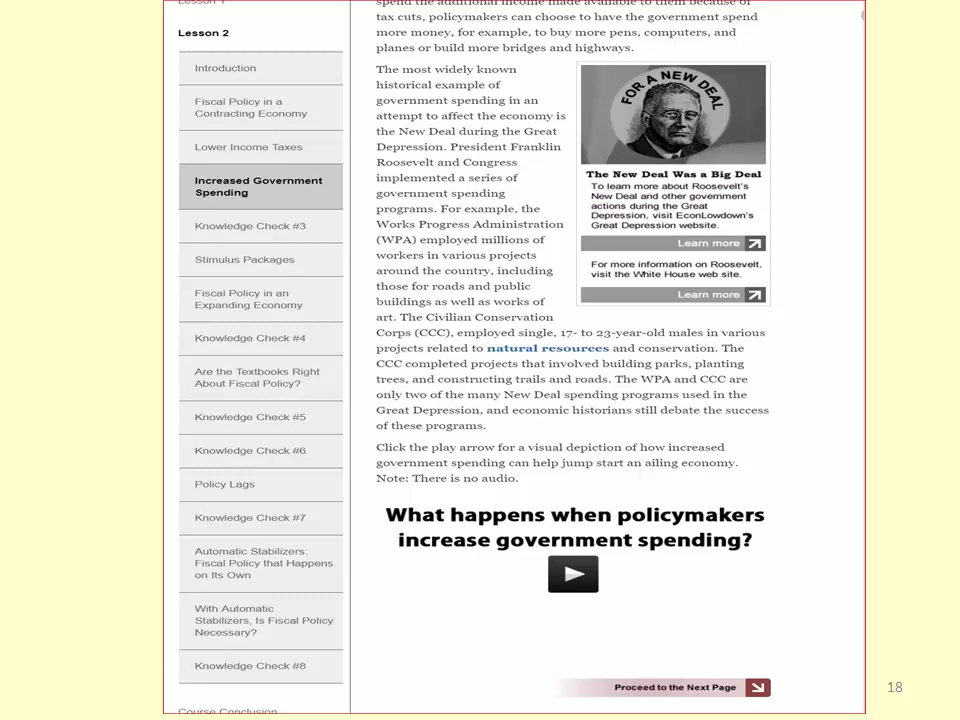 Lesson 1
Lesson 2
Introduction
Fiscal Policy in a
Contracting Economy
Lower Income Taxes
Increased Government
Spending
Knowledge Check #3
Stimulus Packages
Fiscal Policy in an
Expanding Economy
Knowledge Check #4
Are the Textbooks Right
About Fiscal Policy?
Knowledge Check #5
Knowledge Check #6
Policy Lags
Knowledge Check #7
Automatic Stabilizers:
Fiscal Policy that Happens
on Its Own
With Automatic
Stabilizers, Is Fiscal Policy
Necessary?
Knowledge Check #8
Course Conclusion
spend the additional income made available to them because of
tax cuts, policymakers can choose to have the government spend
more money, for example, to buy more pens, computers, and
planes or build more bridges and highways.
The most widely known
historical example of
government spending in an
attempt to affect the economy is
the New Deal during the Great
Depression. President Franklin
Roosevelt and Congress
implemented a series of
government spending
programs. For example, the
Works Progress Administration
(WPA) employed millions of
workers in various projects
around the country, including
those for roads and public
buildings as well as works of
art. The Civilian Conservation
Corps (CCC), employed single, 17- to 23-year-old males in various
projects related to natural resources and conservation. The
CCC completed projects that involved building parks, planting
trees, and constructing trails and roads. The WPA and CCC are
only two of the many New Deal spending programs used in the
Great Depression, and economic historians still debate the success
of these programs.
FOR A NEW DEAL
The New Deal Was a Big Deal
To learn more about Roosevelt's
New Deal and other government
actions during the Great
Depression, visit EconLowdown's
Great Depression website.
Learn more
For more information on Roosevelt,
visit the White House web site.
Learn more
Click the play arrow for a visual depiction of how increased
government spending can help jump start an ailing economy.
Note: There is no audio.
What happens when policymakers
increase government spending?
Proceed to the Next Page
18